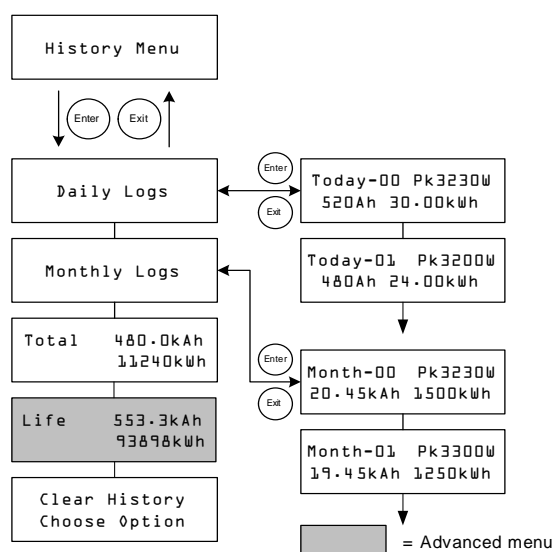 History Menu
Enter Exit
Daily Logs
Enter
Exit
Today-00 Pk3230W
520Ah 30.00kWh
Today-01 Pk3200W
480Ah 24.00kWh
Monthly Logs
Enter
Exit
Month-00 Pk3230W
20.45kAh 1500kWh
Month-01 Pk3300W
19.45kAh 1250kWh
Total 480.0kAh
11240kWh
Life 553.3kAh
93898kWh
Clear History
Choose Option
= Advanced menu